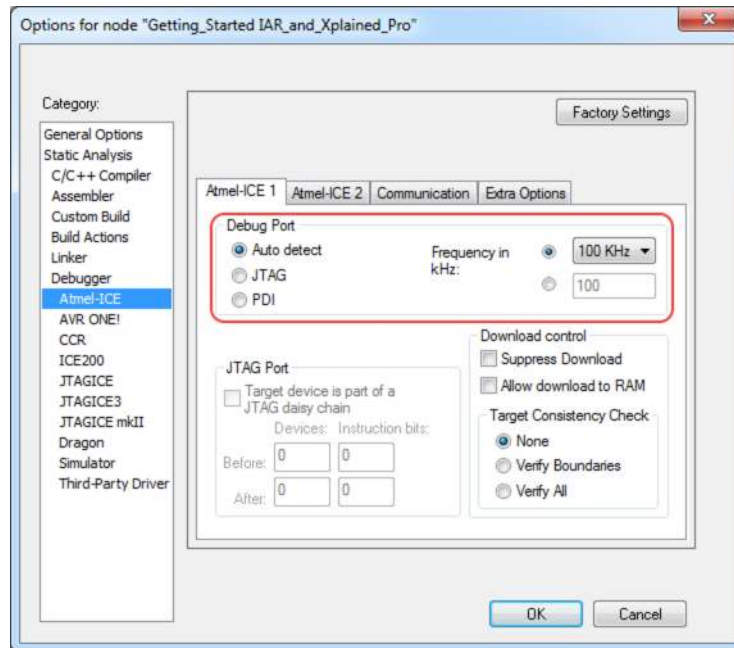 Options for node "Getting_Started IAR_and_Xplained_Pro"
Category:
Factory Settings
General Options
Static Analysis
C/C++ Compiler
Assembler
Custom Build
Build Actions
Linker
Debugger
Atmel-ICE
AVR ONE!
CCR
ICE200
JTAGICE
JTAGICE3
JTAGICE mkII
Dragon
Simulator
Third-Party Driver
Atmel-ICE 1 Atmel-ICE 2 Communication Extra Options
Debug Port
Auto detect
JTAG
PDI
Frequency in
kHz:
100 KHz
100
JTAG Port
Target device is part of a
JTAG daisy chain
Devices: Instruction bits:
Before: 0 0
After: 0 0
Download control
Suppress Download
Allow download to RAM
Target Consistency Check
None
Verify Boundaries
Verify All
OK Cancel